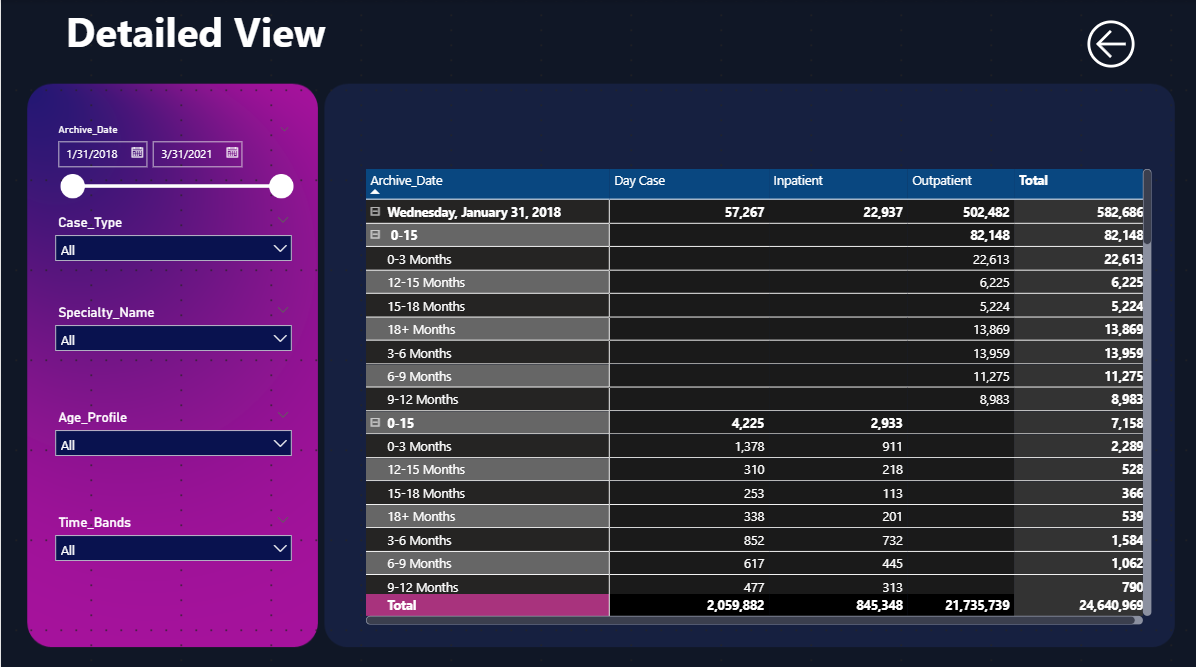 Detailed View
Archive_Date
1/31/2018 3/31/2021
Case_Type
All
Specialty_Name
All
Age_Profile
All
Time_Bands
All
Archive_Date Day Case Inpatient Outpatient Total
Wednesday, January 31, 2018 57,267 22,937 502,482 582,686
0-15 82,148 82,148
0-3 Months 22,613 22,613
12-15 Months 6,225 6,225
15-18 Months 5,224 5,224
18+ Months 13,869 13,869
3-6 Months 13,959 13,959
6-9 Months 11,275 11,275
9-12 Months 8,983 8,983
0-15 4,225 2,933 7,158
0-3 Months 1,378 911 2,289
12-15 Months 310 218 528
15-18 Months 253 113 366
18+ Months 338 201 539
3-6 Months 852 732 1,584
6-9 Months 617 445 1,062
9-12 Months 477 313 790
Total 2,059,882 845,348 21,735,739 24,640,969